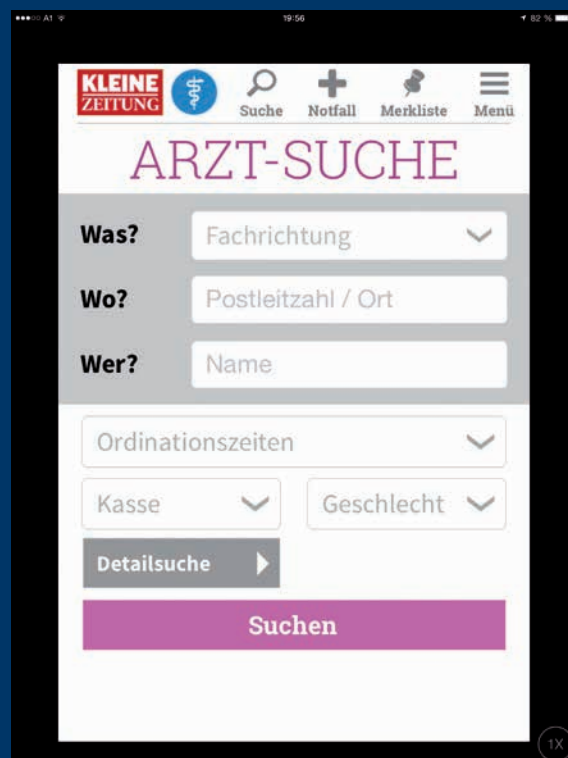 A1 19:56 82 %
KLEINE
ZEITUNG
Suche Notfall Merkliste Menü
ARZT-SUCHE
Was? Fachrichtung
Wo? Postleitzahl / Ort
Wer? Name
Ordinationszeiten
Kasse Geschlecht
Detailsuche
Suchen
1X